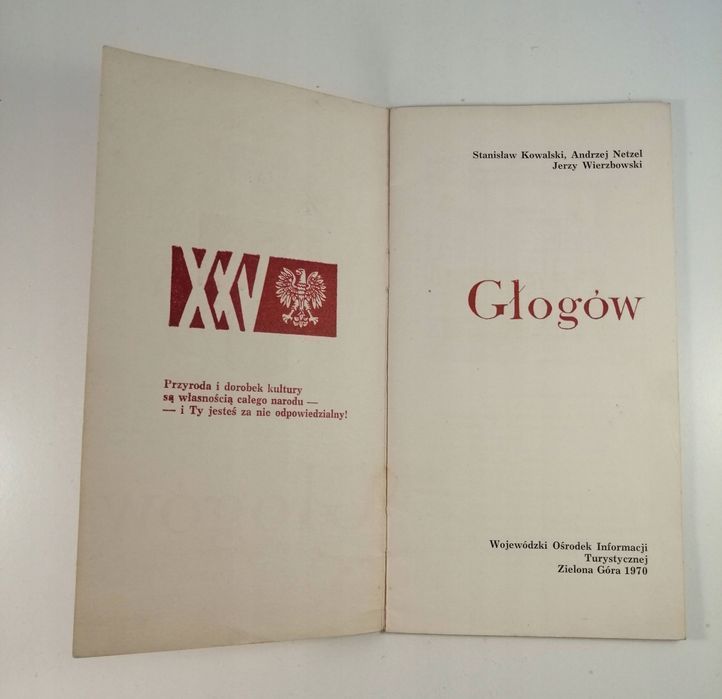 XXV
Przyroda i dorobek kultury
są własnością całego narodu —
— i Ty jesteś za nie odpowiedzialny!
Stanisław Kowalski, Andrzej Netzel
Jerzy Wierzbowski
Głogów
Wojewódzki Ośrodek Informacji
Turystycznej
Zielona Góra 1970